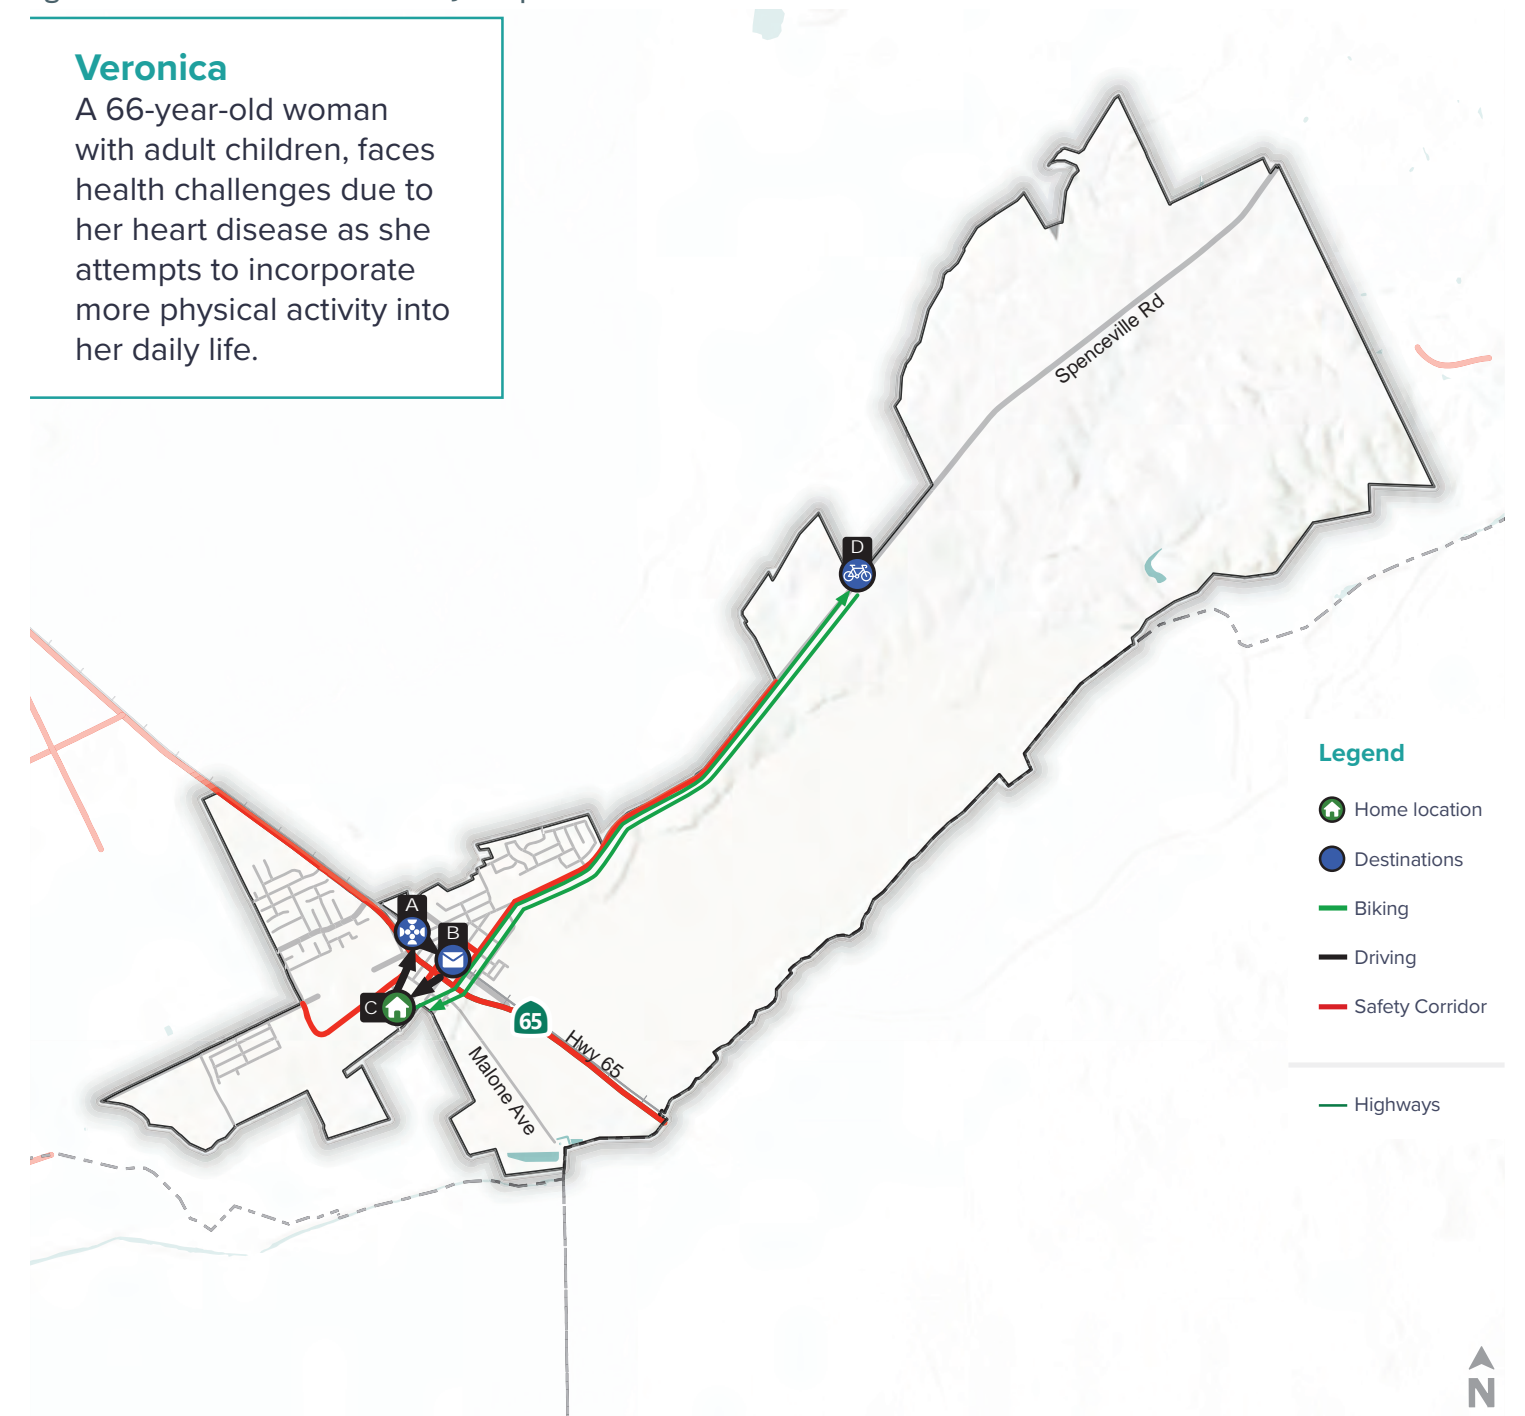 Veronica
A 66-year-old woman
with adult children, faces
health challenges due to
her heart disease as she
attempts to incorporate
more physical activity into
her daily life.
Spenceville Rd
D
A
B
C
65
Hwy 65
Malone Ave
Legend
Home location
Destinations
Biking
Driving
Safety Corridor
Highways
N